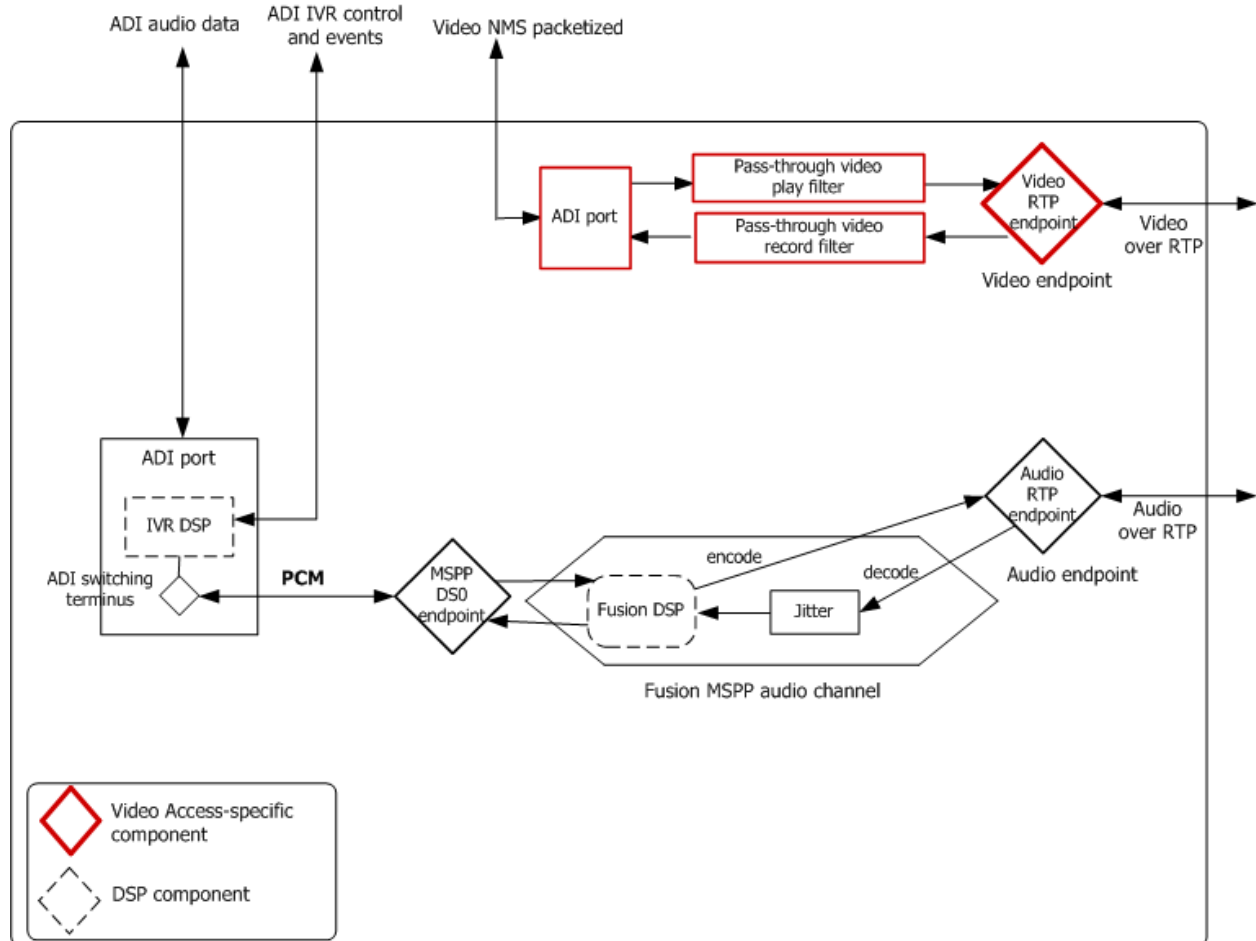 ADI audio data
ADI IVR control
and events
Video NMS packetized
Pass-through video
play filter
ADI port
Pass-through video
record filter
Video
RTP
endpoint
Video
over RTP
Video endpoint
ADI port
IVR DSP
ADI switching
terminus
PCM
MSPP
DS0
endpoint
encode
Fusion DSP
decode
Jitter
Audio
RTP
endpoint
Audio
over RTP
Audio endpoint
Fusion MSPP audio channel
Video Access-specific
component
DSP component